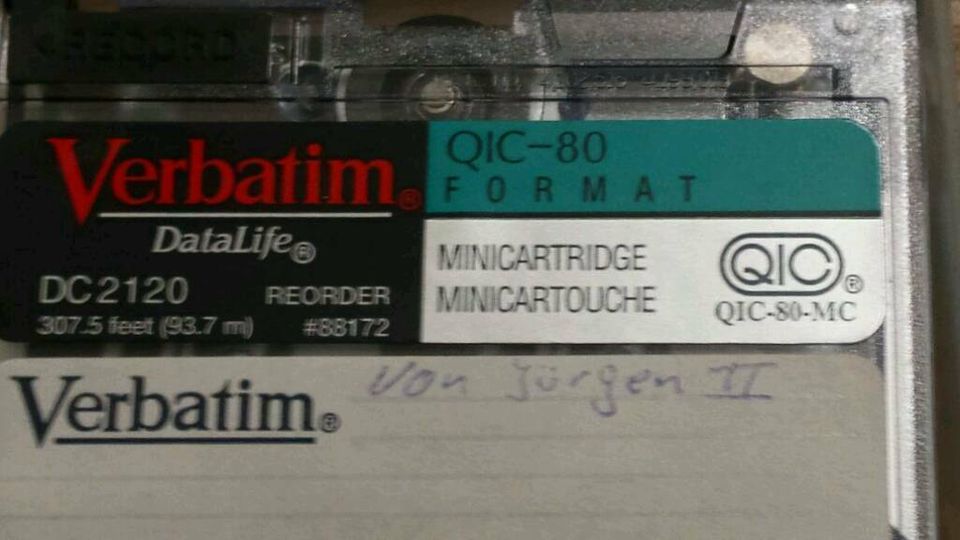 RECORD
Verbatim®
DataLife®
DC2120 REORDER
307.5 feet (93.7 m) #88172
QIC-80
FORMAT
MINICARTRIDGE
MINICARTOUCHE
QIC®
QIC-80-MC
Verbatim®
von Jürgen II